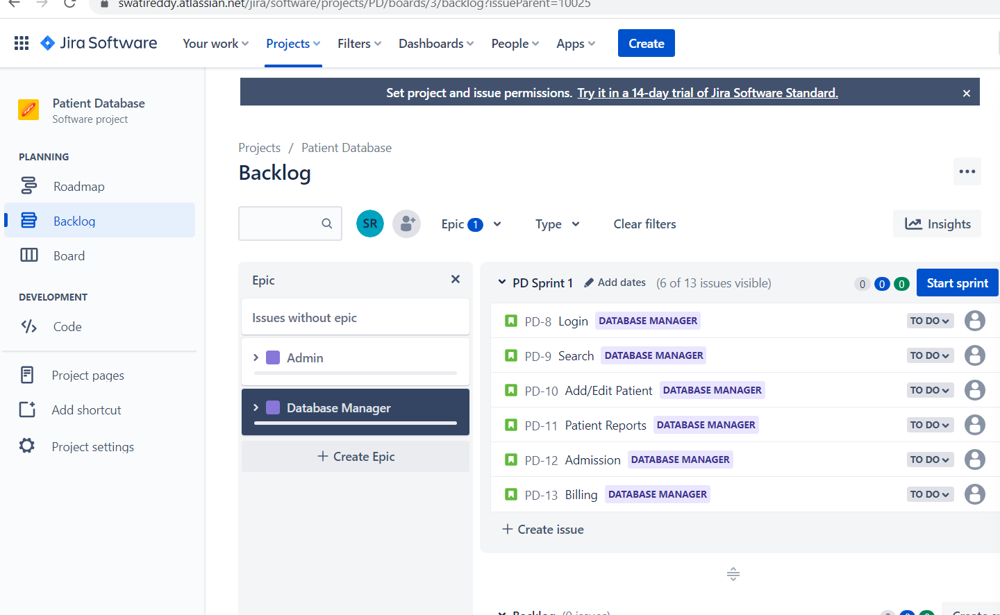 swatireddy.atlassian.net/jira/software/projects/PD/boards/3/backlog?issueParent=10025
Jira Software
Your work
Projects
Filters
Dashboards
People
Apps
Create
Patient Database
Software project
PLANNING
Roadmap
Backlog
Board
DEVELOPMENT
Code
Project pages
Add shortcut
Project settings
Set project and issue permissions. Try it in a 14-day trial of Jira Software Standard.
Projects / Patient Database
Backlog
SR
Epic 1
Type
Clear filters
Insights
Epic
Issues without epic
Admin
Database Manager
Create Epic
PD Sprint 1 Add dates (6 of 13 issues visible) 0 0 0 Start sprint
PD-8 Login DATABASE MANAGER TO DO
PD-9 Search DATABASE MANAGER TO DO
PD-10 Add/Edit Patient DATABASE MANAGER TO DO
PD-11 Patient Reports DATABASE MANAGER TO DO
PD-12 Admission DATABASE MANAGER TO DO
PD-13 Billing DATABASE MANAGER TO DO
Create issue
Backlog (0 issues)